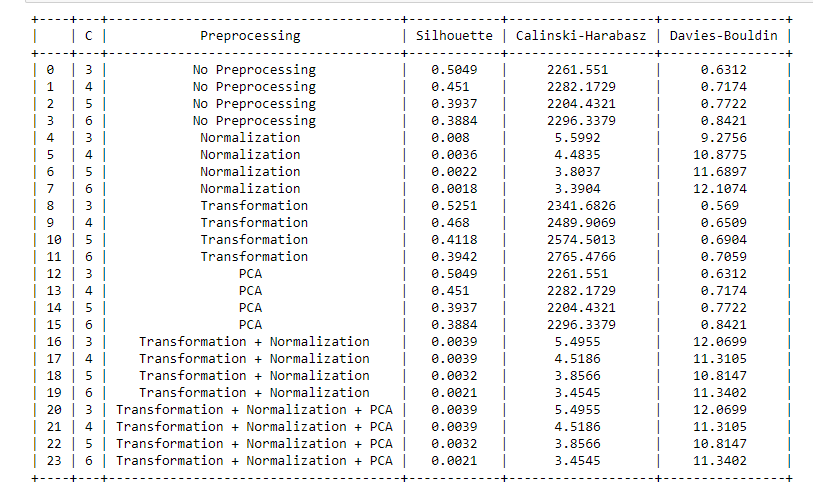 C | Preprocessing | Silhouette | Calinski-Harabasz | Davies-Bouldin
0 | 3 | No Preprocessing | 0.5049 | 2261.551 | 0.6312
1 | 4 | No Preprocessing | 0.451 | 2282.1729 | 0.7174
2 | 5 | No Preprocessing | 0.3937 | 2204.4321 | 0.7722
3 | 6 | No Preprocessing | 0.3884 | 2296.3379 | 0.8421
4 | 3 | Normalization | 0.008 | 5.5992 | 9.2756
5 | 4 | Normalization | 0.0036 | 4.4835 | 10.8775
6 | 5 | Normalization | 0.0022 | 3.8037 | 11.6897
7 | 6 | Normalization | 0.0018 | 3.3904 | 12.1074
8 | 3 | Transformation | 0.5251 | 2341.6826 | 0.569
9 | 4 | Transformation | 0.468 | 2489.9069 | 0.6509
10 | 5 | Transformation | 0.4118 | 2574.5013 | 0.6904
11 | 6 | Transformation | 0.3942 | 2765.4766 | 0.7059
12 | 3 | PCA | 0.5049 | 2261.551 | 0.6312
13 | 4 | PCA | 0.451 | 2282.1729 | 0.7174
14 | 5 | PCA | 0.3937 | 2204.4321 | 0.7722
15 | 6 | PCA | 0.3884 | 2296.3379 | 0.8421
16 | 3 | Transformation + Normalization | 0.0039 | 5.4955 | 12.0699
17 | 4 | Transformation + Normalization | 0.0039 | 4.5186 | 11.3105
18 | 5 | Transformation + Normalization | 0.0032 | 3.8566 | 10.8147
19 | 6 | Transformation + Normalization | 0.0021 | 3.4545 | 11.3402
20 | 3 | Transformation + Normalization + PCA | 0.0039 | 5.4955 | 12.0699
21 | 4 | Transformation + Normalization + PCA | 0.0039 | 4.5186 | 11.3105
22 | 5 | Transformation + Normalization + PCA | 0.0032 | 3.8566 | 10.8147
23 | 6 | Transformation + Normalization + PCA | 0.0021 | 3.4545 | 11.3402